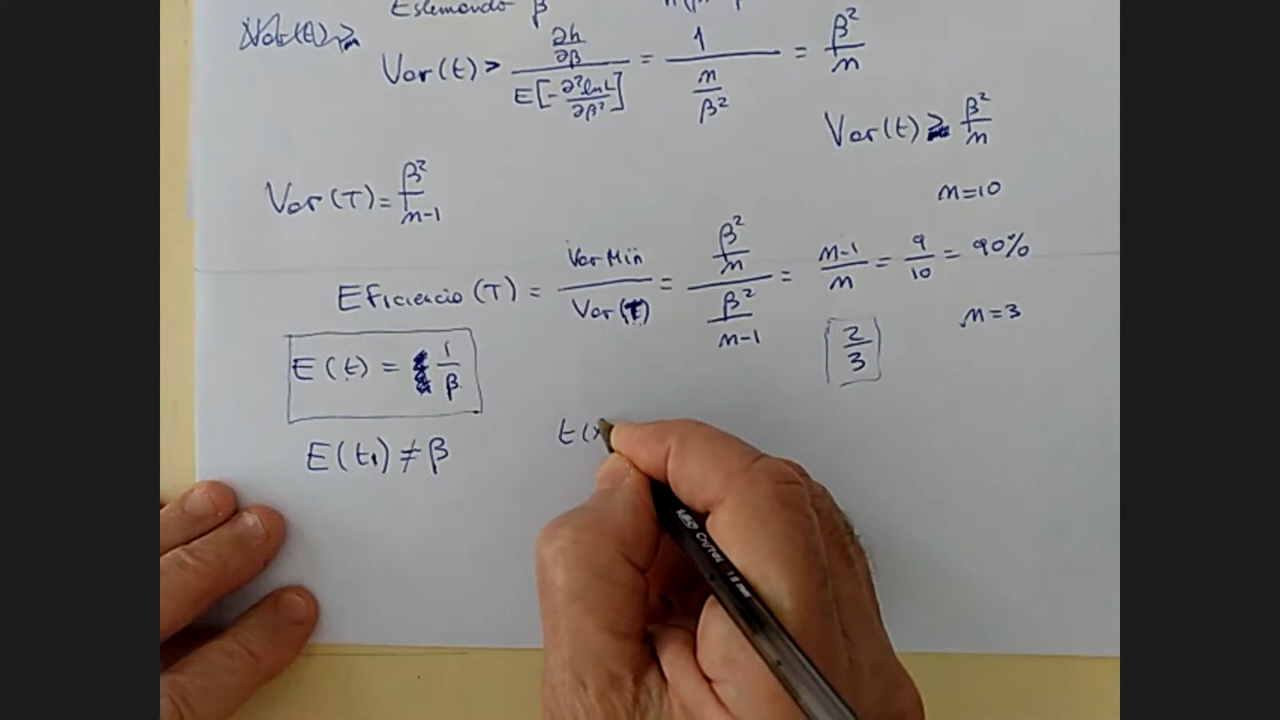 Estemando β
Var(t) > ∂h/∂β / E[-∂²lnL/∂β²] = 1 / n/β² = β²/n
Var(t) ≥ β²/n
Var(T) = β²/n-1
n=10
Eficiencia (T) = Var Min / Var(T) = β²/n / β²/n-1 = n-1/n = 9/10 = 90%
n=3
2/3
E(t) = 1/β
E(t₁) ≠ β
t(x